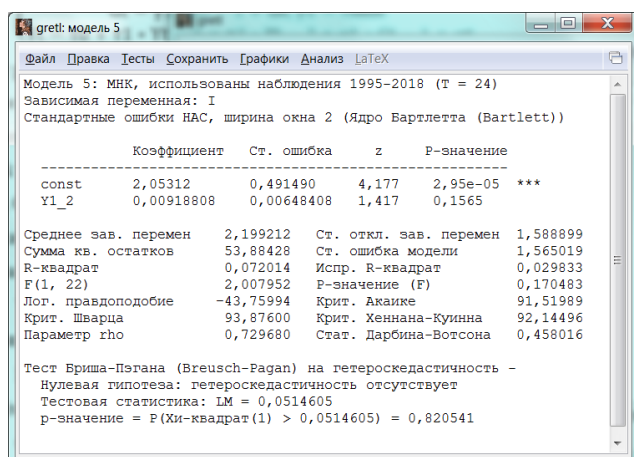 gretl: модель 5
Файл Правка Тесты Сохранить Графики Анализ LaTeX
Модель 5: МНК, использованы наблюдения 1995-2018 (T = 24)
Зависимая переменная: I
Стандартные ошибки HAC, ширина окна 2 (Ядро Бартлетта (Bartlett))
Коэффициент Ст. ошибка z P-значение
const 2,05312 0,491490 4,177 2,95e-05 ***
Y1_2 0,00918808 0,00648408 1,417 0,1565
Среднее зав. перемен 2,199212 Ст. откл. зав. перемен 1,588899
Сумма кв. остатков 53,88428 Ст. ошибка модели 1,565019
R-квадрат 0,072014 Испр. R-квадрат 0,029833
F(1, 22) 2,007952 P-значение (F) 0,170483
Лог. правдоподобие -43,75994 Крит. Акаике 91,51989
Крит. Шварца 93,87600 Крит. Хеннана-Куинна 92,14496
Параметр rho 0,729680 Стат. Дарбина-Вотсона 0,458016
Тест Бриша-Пэгана (Breusch-Pagan) на гетероскедастичность -
Нулевая гипотеза: гетероскедастичность отсутствует
Тестовая статистика: LM = 0,0514605
р-значение = P(Хи-квадрат(1) > 0,0514605) = 0,820541